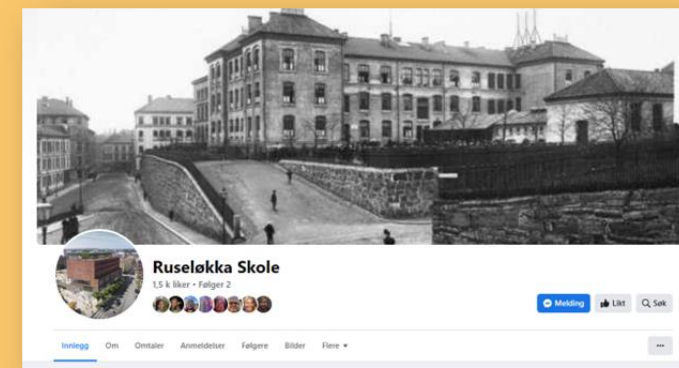 Ruseløkka Skole
1,5 k liker • Følger 2
Melding
Likt
Søk
Innlegg Om Omtaler Anmeldelser Følgere Bilder Flere